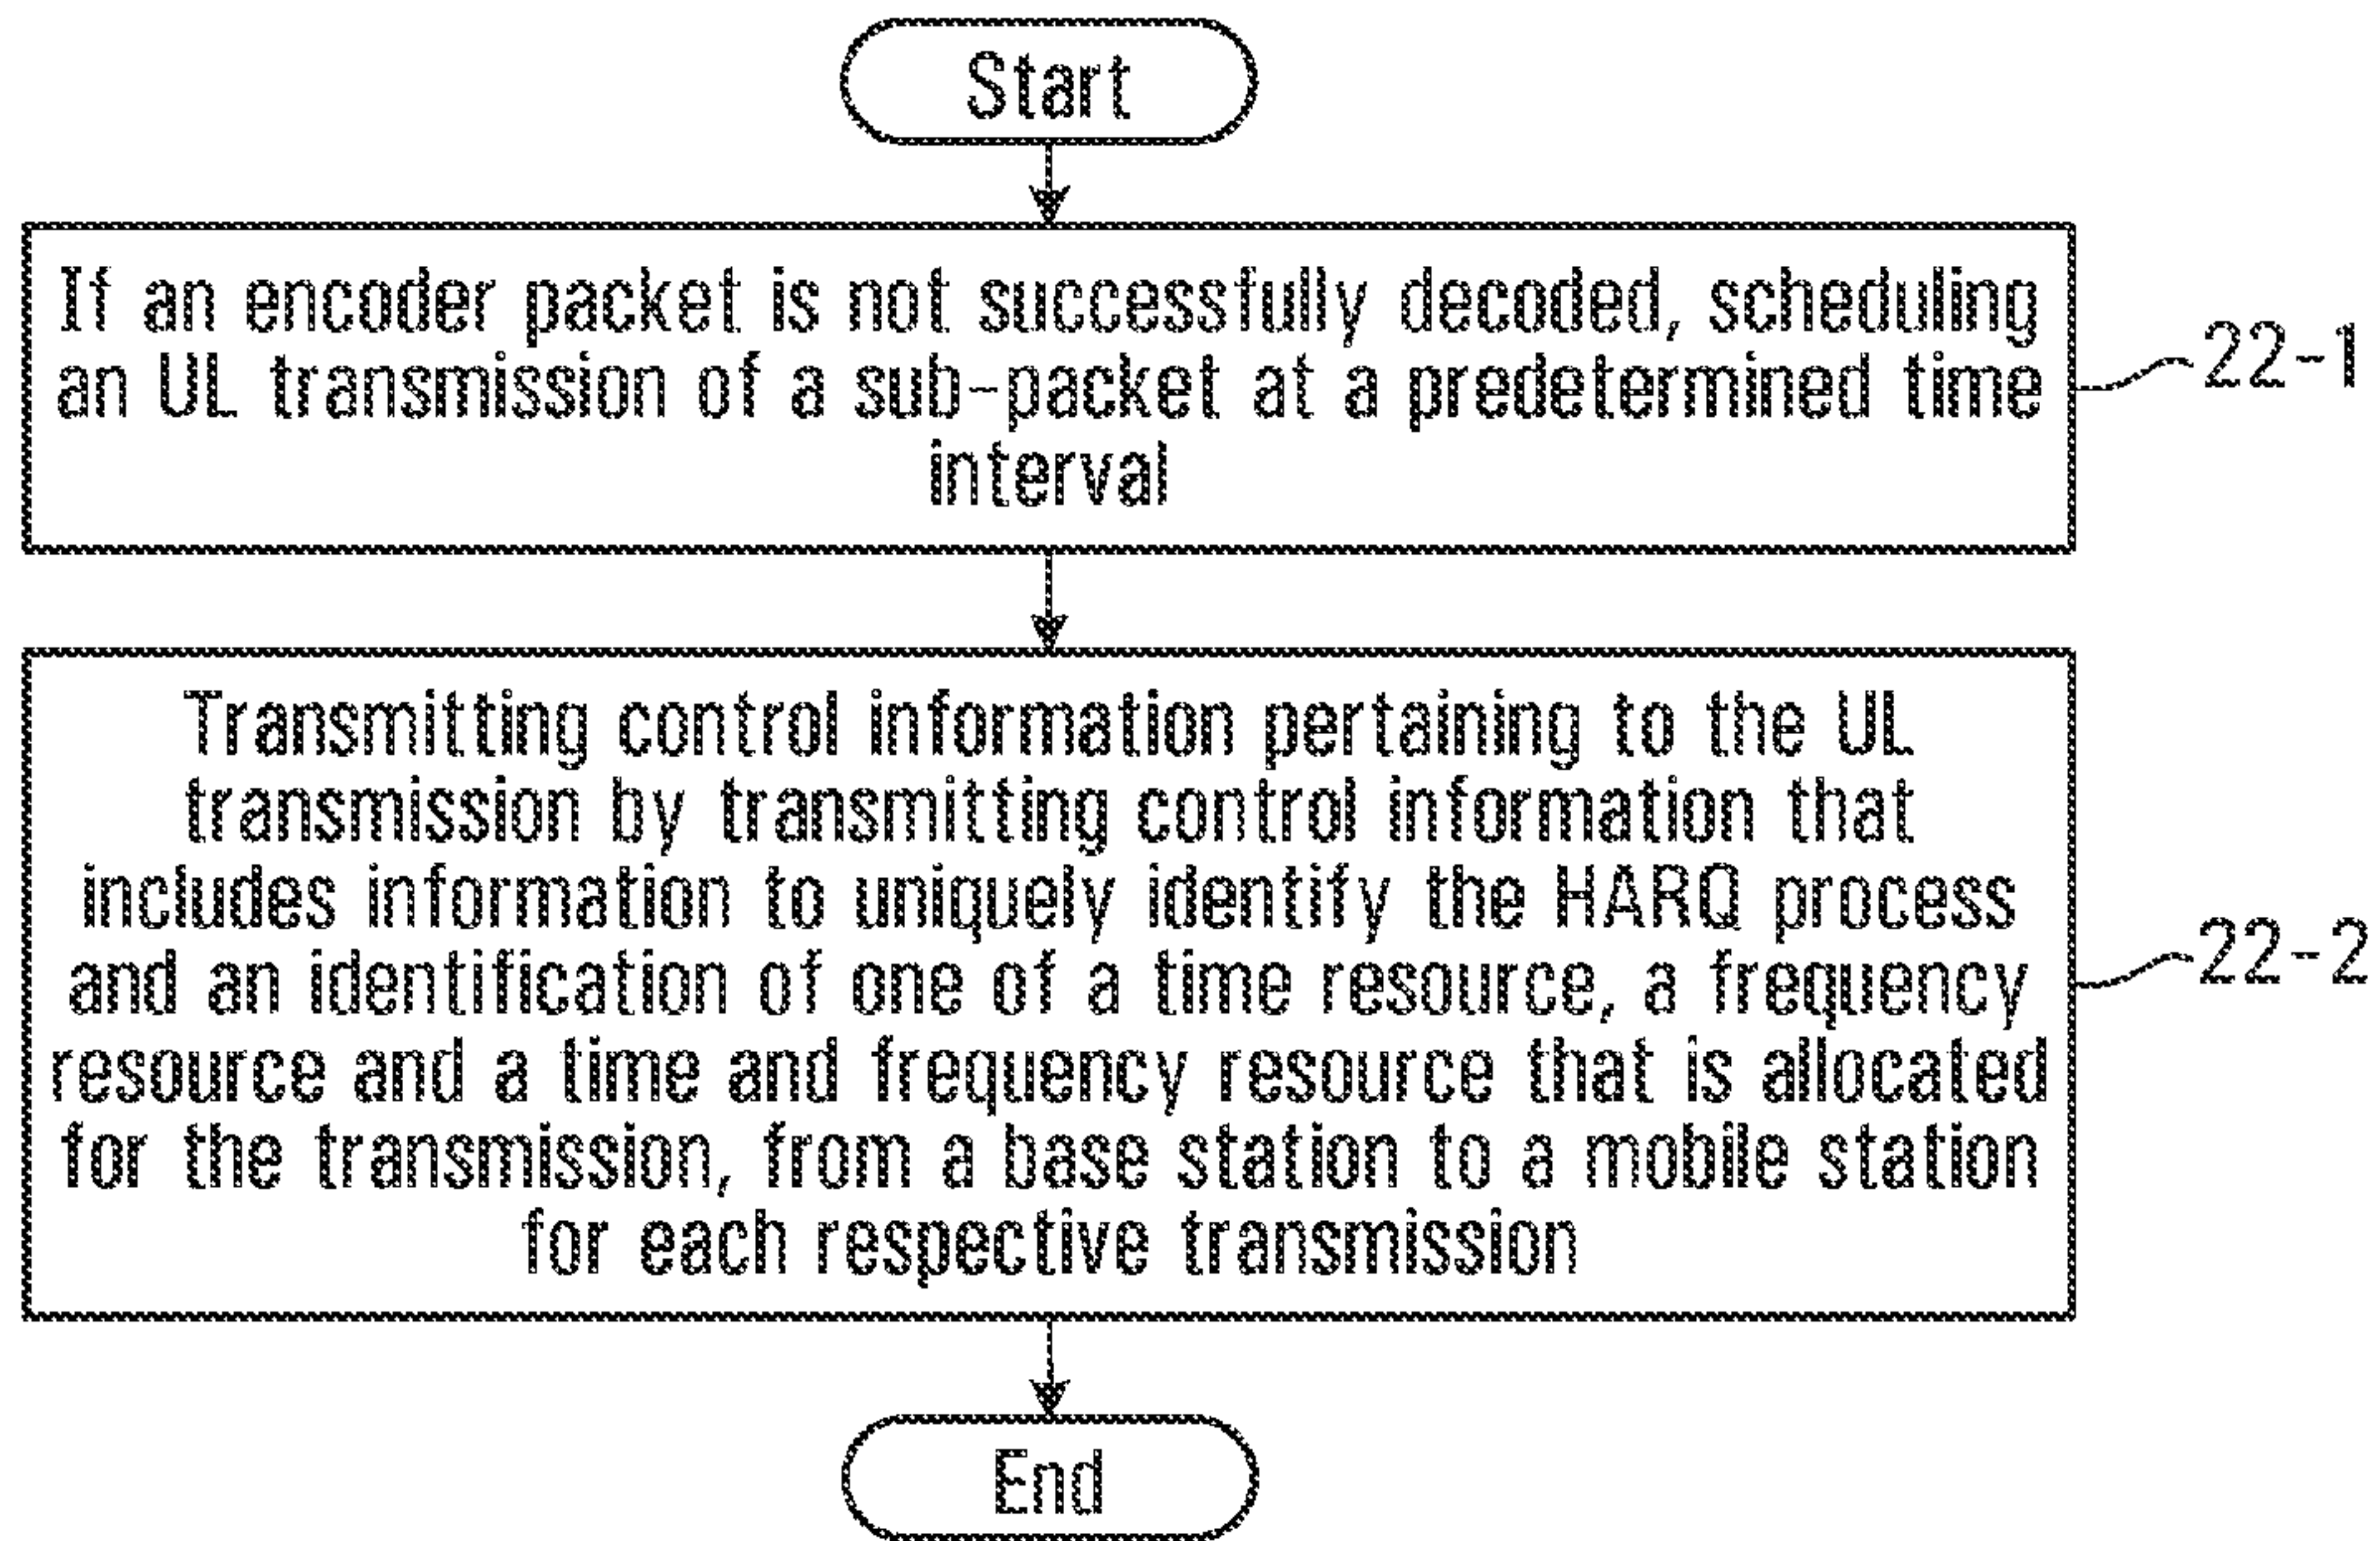 Start
If an encoder packet is not successfully decoded, scheduling
an UL transmission of a sub-packet at a predetermined time
interval
22-1
Transmitting control information pertaining to the UL
transmission by transmitting control information that
includes information to uniquely identify the HARQ process
and an identification of one of a time resource, a frequency
resource and a time and frequency resource that is allocated
for the transmission, from a base station to a mobile station
for each respective transmission
22-2
End